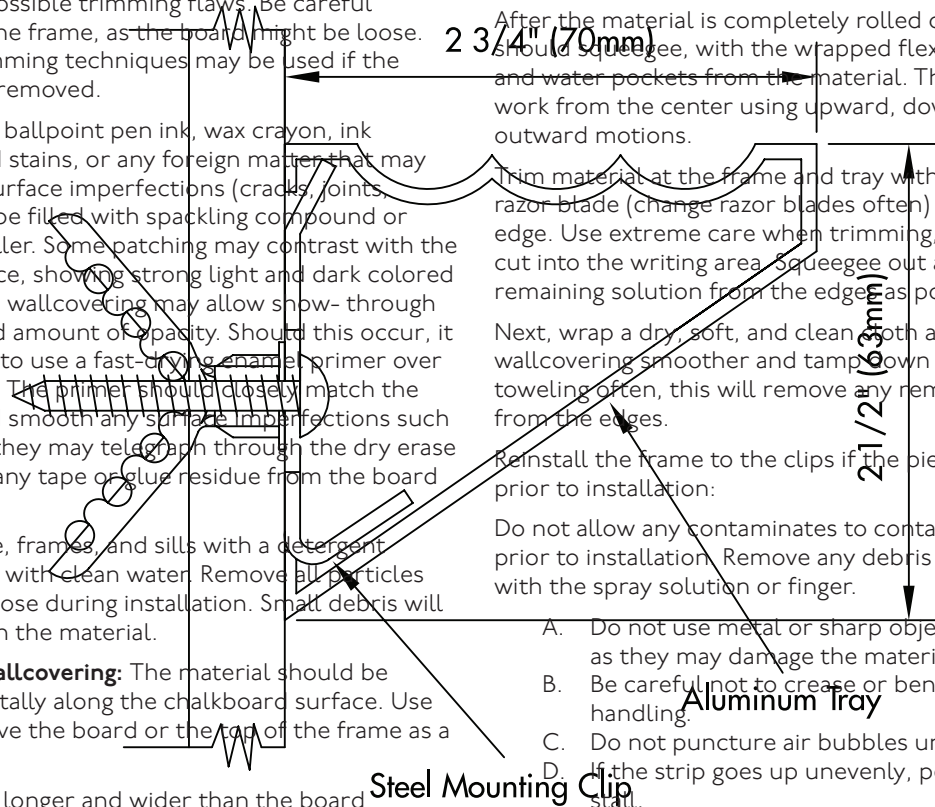 ossible trimming flaws. Be careful
he frame, as the board might be loose.
nming techniques may be used if the
removed.
ballpoint pen ink, wax crayon, ink
stains, or any foreign matter that may
urface imperfections (cracks, joints,
be filled with spackling compound or
ller. Some patching may contrast with the
ce, showing strong light and dark colored
wallcovering may allow show- through
d amount of opacity. Should this occur, it
to use a fast-drying enamel primer over
The primer should closely match the
smooth any surface imperfections such
they may telegraph through the dry erase
any tape or glue residue from the board
e, frames, and sills with a detergent
with clean water. Remove all particles
ose during installation. Small debris will
n the material.
allcovering: The material should be
tally along the chalkboard surface. Use
ve the board or the top of the frame as a
longer and wider than the board
After the material is completely rolled o
should squeegee, with the wrapped flex
and water pockets from the material. Th
work from the center using upward, dow
outward motions.
Trim material at the frame and tray with
razor blade (change razor blades often)
edge. Use extreme care when trimming,
cut into the writing area. Squeegee out a
remaining solution from the edges as po
Next, wrap a dry, soft, and clean cloth a
wallcovering smoother and tamp down
toweling often, this will remove any rem
from the edges.
Reinstall the frame to the clips if the pie
prior to installation:
Do not allow any contaminates to conta
prior to installation. Remove any debris
with the spray solution or finger.
A. Do not use metal or sharp obje
as they may damage the materi
B. Be careful not to crease or ben
handling.
C. Do not puncture air bubbles un
D. If the strip goes up unevenly, pe
stall.
2 3/4" (70mm)
2 1/2" (63mm)
Aluminum Tray
Steel Mounting Clip